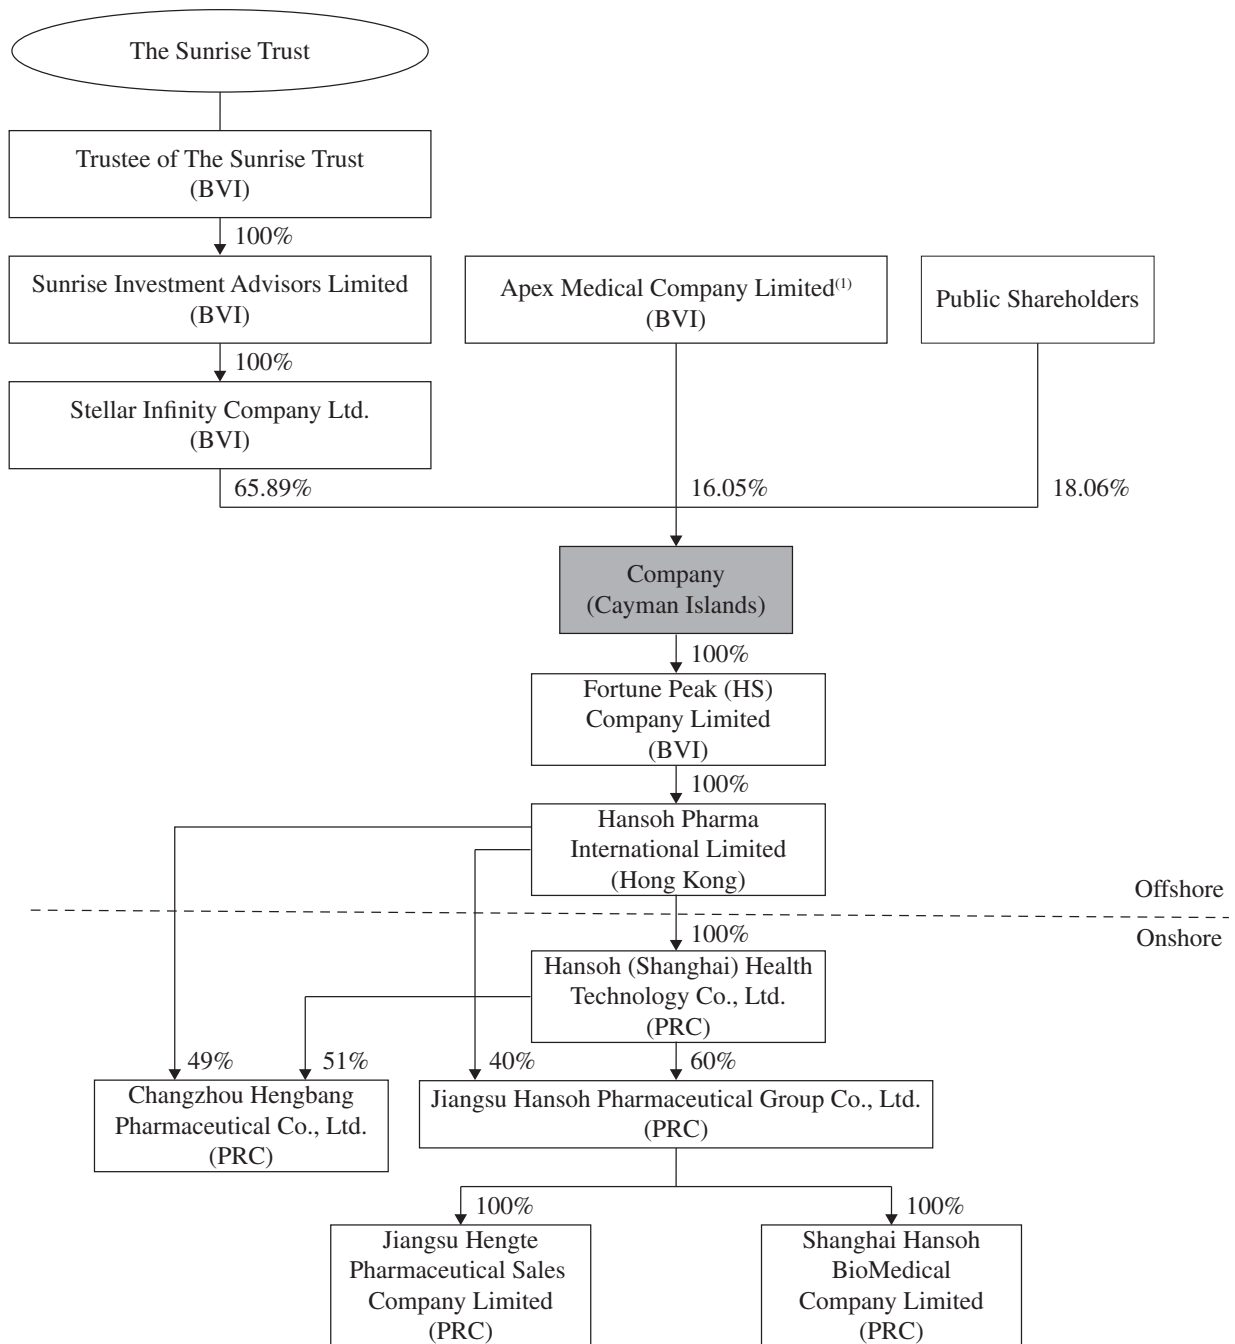 The Sunrise Trust
Trustee of The Sunrise Trust
(BVI)
100%
Sunrise Investment Advisors Limited
(BVI)
Apex Medical Company Limited(1)
(BVI)
Public Shareholders
100%
Stellar Infinity Company Ltd.
(BVI)
65.89%
16.05%
18.06%
Company
(Cayman Islands)
100%
Fortune Peak (HS)
Company Limited
(BVI)
100%
Hansoh Pharma
International Limited
(Hong Kong)
Offshore
Onshore
100%
Hansoh (Shanghai) Health
Technology Co., Ltd.
(PRC)
49%
51%
40%
60%
Changzhou Hengbang
Pharmaceutical Co., Ltd.
(PRC)
Jiangsu Hansoh Pharmaceutical Group Co., Ltd.
(PRC)
100%
100%
Jiangsu Hengte
Pharmaceutical Sales
Company Limited
(PRC)
Shanghai Hansoh
BioMedical
Company Limited
(PRC)